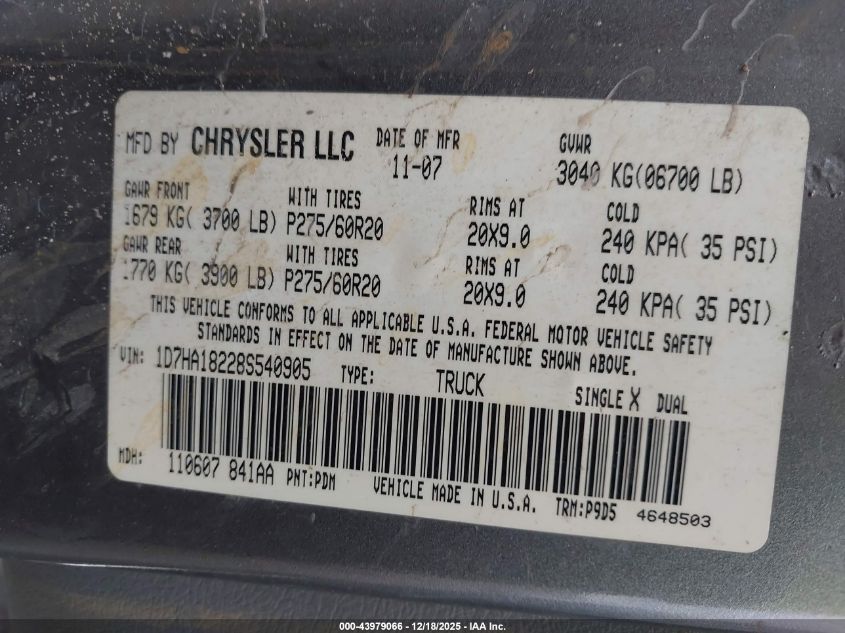 MFD BY CHRYSLER LLC DATE OF MFR GVWR
11-07 3040 KG(06700 LB)
GAWR FRONT WITH TIRES RIMS AT COLD
1679 KG( 3700 LB) P275/60R20 20X9.0 240 KPA( 35 PSI)
GAWR REAR WITH TIRES RIMS AT COLD
1770 KG( 3900 LB) P275/60R20 20X9.0 240 KPA( 35 PSI)
THIS VEHICLE CONFORMS TO ALL APPLICABLE U.S.A. FEDERAL MOTOR VEHICLE SAFETY
STANDARDS IN EFFECT ON THE DATE OF MANUFACTURE SHOWN ABOVE.
VIN: 1D7HA18228S540905 TYPE: TRUCK SINGLE X DUAL
MDH: 110607 841AA PNT:PDM VEHICLE MADE IN U.S.A. TRM:P9D5 4648503
000-43979066 | 12/18/2025 - IAA Inc.